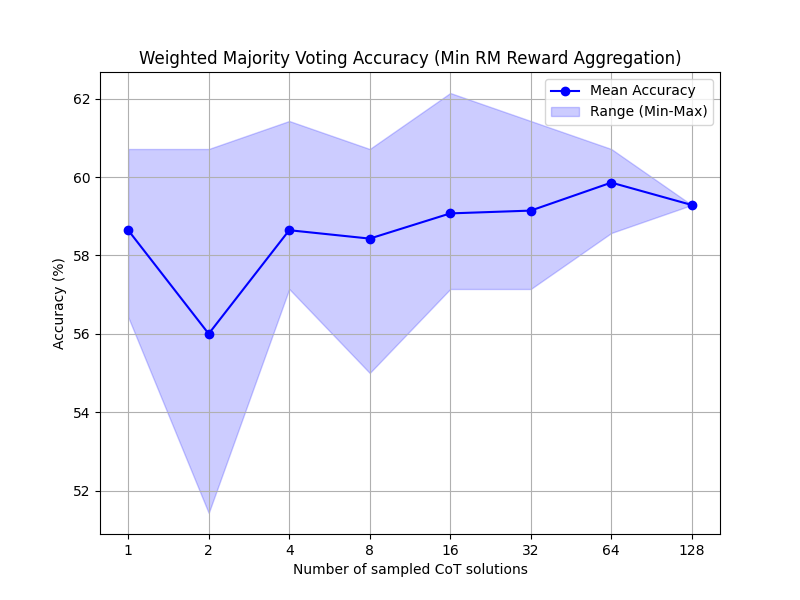 Weighted Majority Voting Accuracy (Min RM Reward Aggregation)
Mean Accuracy
Range (Min-Max)
Accuracy (%)
62
60
58
56
54
52
1 2 4 8 16 32 64 128
Number of sampled CoT solutions